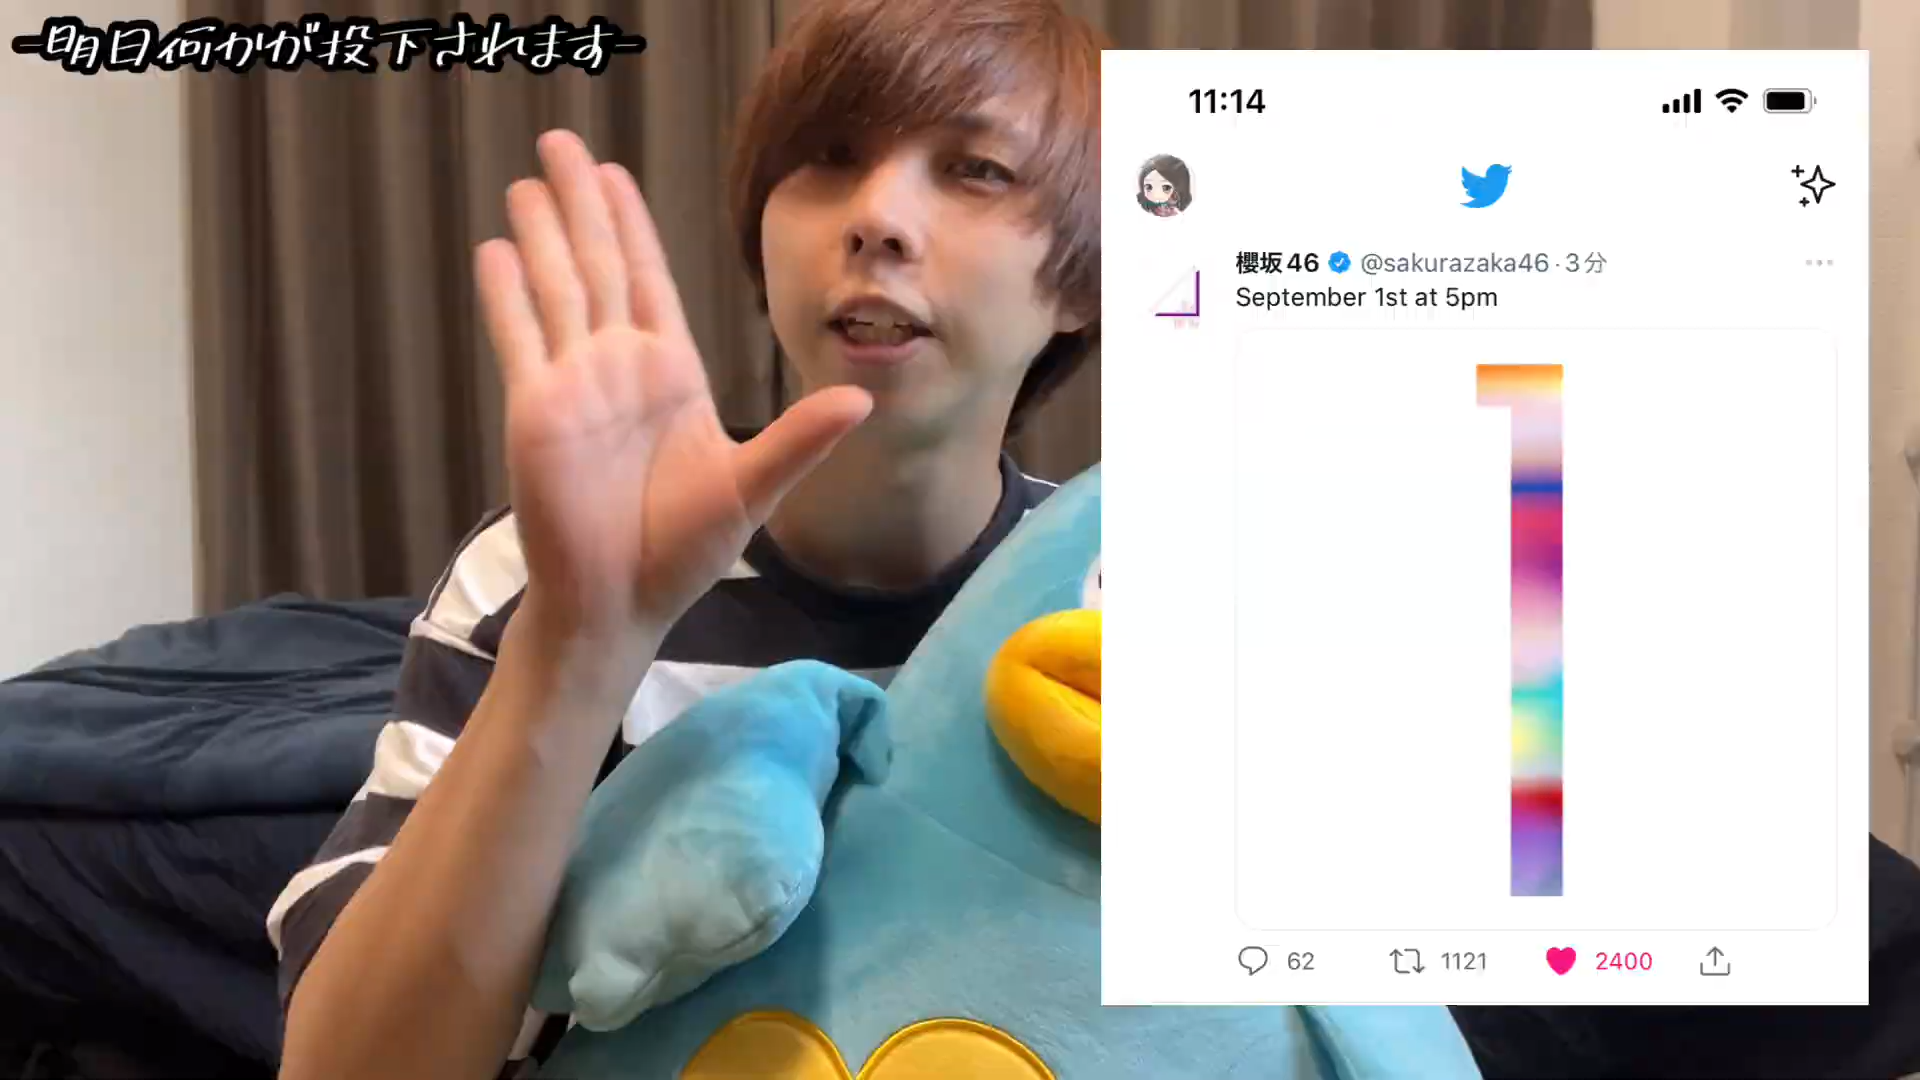 -明日何かが投下されます-
11:14
櫻坂46 @sakurazaka46·3分
September 1st at 5pm
1
62 1121 2400